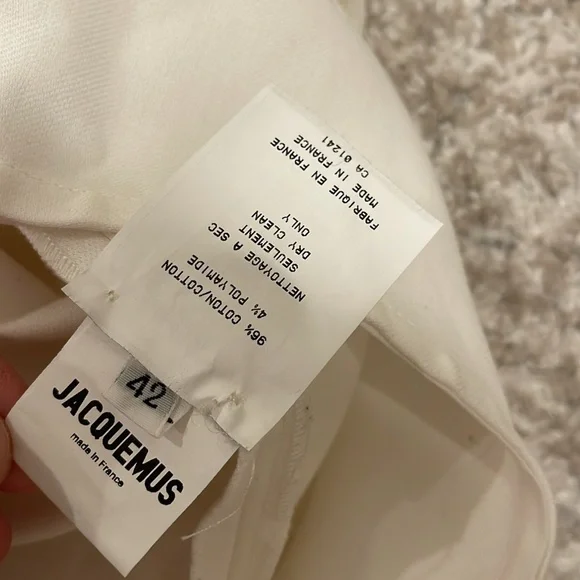 96% COTON/COTTON
4% POLYAMIDE
NETTOYAGE A SEC
SEULEMENT
DRY CLEAN
ONLY
FABRIQUE EN FRANCE
MADE IN FRANCE
CA 01241
42
JACQUEMUS
made in France